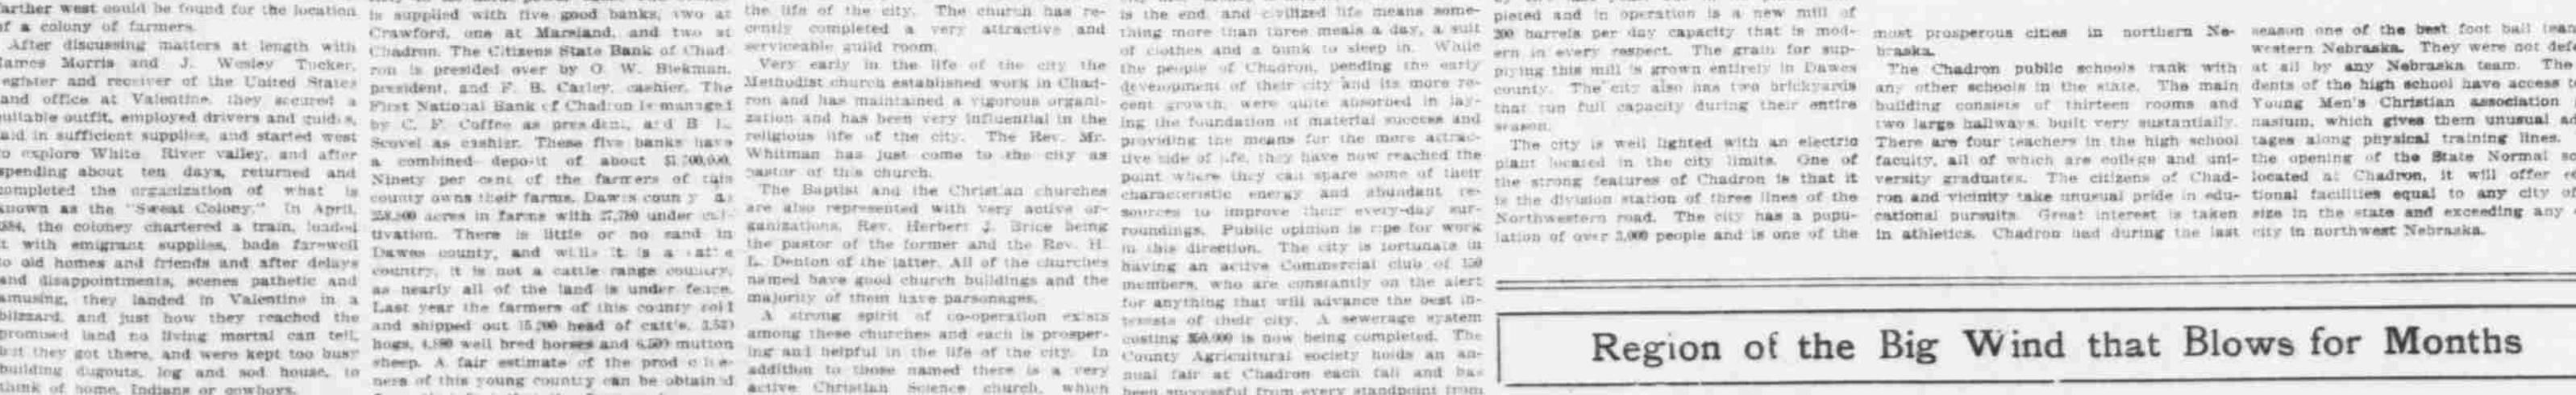 farther west could be found for the location
of a colony of farmers.
After discussing matters at length with
James Morris and J. Wesley Tucker,
register and receiver of the United States
land office at Valentine, they secured a
suitable outfit, employed drivers and guides,
laid in sufficient supplies, and started west
to explore White River valley, and after
spending about ten days, returned and
completed the organization of what is
known as the "Sweat Colony." In April,
1884, the coloney chartered a train, loaded
it with emigrant supplies, bade farewell
to old homes and friends and after delays
and disappointments, scenes pathetic and
amusing, they landed in Valentine in a
blizzard, and just how they reached the
promised land no living mortal can tell,
but they got there, and were kept too busy
building dugouts, log and sod house, to
think of home, Indians or cowboys.
is supplied with five good banks, two at
Crawford, one at Marsland, and two at
Chadron. The Citizens State Bank of Chad
ron is presided over by O. W. Biekman,
president, and F. B. Carley, cashier. The
First National Bank of Chadron is managed
by C. F. Coffee as president, and B. L.
Scovel as cashier. These five banks have
a combined deposit of about
Ninety per cent of the farmers of this
county owns their farms. Dawes county
acres in farms with under cul-
tivation. There is little or no sand in
Dawes county, and while it is a cattle
country, it is not a cattle range country,
as nearly all of the land is under fence.
Last year the farmers of this county sold
and shipped out head of cattle,
hogs, well bred horses and 6,500 mutton
sheep. A fair estimate of the
ness of this young country can be obtained
the life of the city. The church has re-
cently completed a very attractive and
serviceable guild room.
Very early in the life of the city the
Methodist church established work in Chad-
ron and has maintained a vigorous organi-
zation and has been very influential in the
religious life of the city. The Rev. Mr.
Whitman has just come to the city as
pastor of this church.
The Baptist and the Christian churches
are also represented with very active or-
ganizations, Rev. Herbert J. Brice being
the pastor of the former and the Rev. H.
L. Denton of the latter. All of the churches
named have good church buildings and the
majority of them have parsonages.
A strong spirit of co-operation exists
among these churches and each is prosper-
ing and helpful in the life of the city. In
addition to those named there is a very
active Christian Science church, which
is the end, and civilized life means some-
thing more than three meals a day, a suit
of clothes and a bunk to sleep in. While
the people of Chadron, pending the early
development of their city and its more re-
cent growth, were quite absorbed in lay-
ing the foundation of material success and
providing the means for the more attrac-
tive side of life, they have now reached the
point where they can spare some of their
characteristic energy and abundant re-
sources to improve their every-day sur-
roundings. Public opinion is ripe for work
in this direction. The city is fortunate in
having an active Commercial club of 150
members, who are constantly on the alert
for anything that will advance the best in-
terests of their city. A sewerage system
costing $50,000 is now being completed. The
County Agricultural society holds an an-
nual fair at Chadron each fall and has
been successful from every standpoint from
pleted and in operation is a new mill of
200 barrels per day capacity that is mod-
ern in every respect. The grain for sup-
plying this mill is grown entirely in Dawes
county. The city also has two brickyards
that run full capacity during their entire
season.
The city is well lighted with an electric
plant located in the city limits. One of
the strong features of Chadron is that it
is the division station of three lines of the
Northwestern road. The city has a popu-
lation of over 3,000 people and is one of the
most prosperous cities in northern Ne-
braska.
The Chadron public schools rank with
any other schools in the state. The main
building consists of thirteen rooms and
two large hallways, built very sustantially.
There are four teachers in the high school
faculty, all of which are college and uni-
versity graduates. The citizens of Chad-
ron and vicinity take unusual pride in edu-
cational pursuits. Great interest is taken
in athletics. Chadron had during the last
season one of the best foot ball
western Nebraska. They were not
at all by any Nebraska team. The
dents of the high school have access
Young Men's Christian association
nasium, which gives them unusual
tages along physical training lines.
the opening of the State Normal
located at Chadron, it will offer
tional facilities equal to any city of
size in the state and exceeding any
city in northwest Nebraska.
Region of the Big Wind that Blows for Months